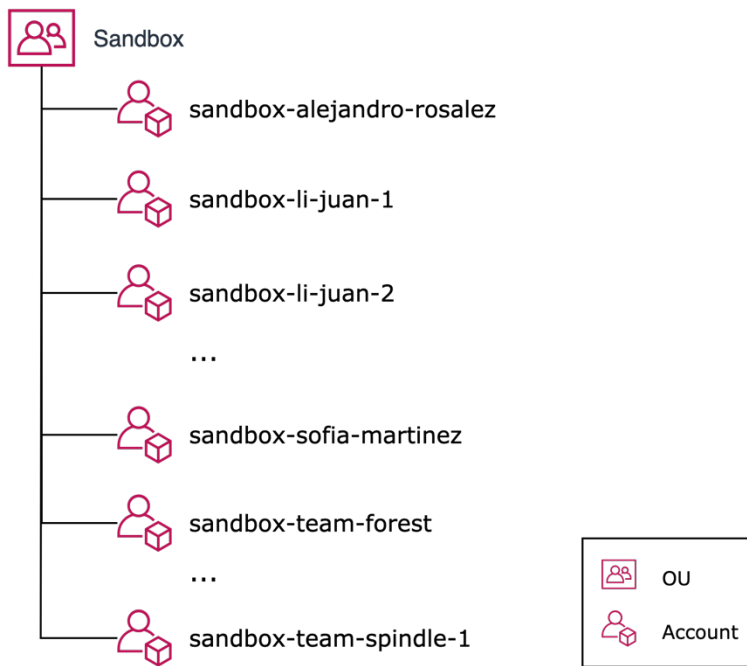 Sandbox
sandbox-alejandro-rosalez
sandbox-li-juan-1
sandbox-li-juan-2
...
sandbox-sofia-martinez
sandbox-team-forest
...
sandbox-team-spindle-1
OU
Account